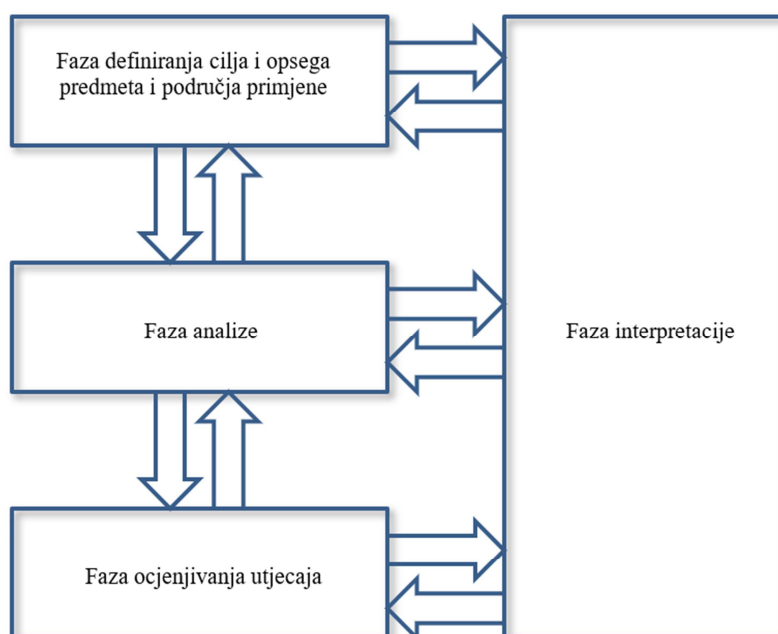 Faza definiranja cilja i opsega
predmeta i područja primjene
Faza analize
Faza interpretacije
Faza ocjenjivanja utjecaja